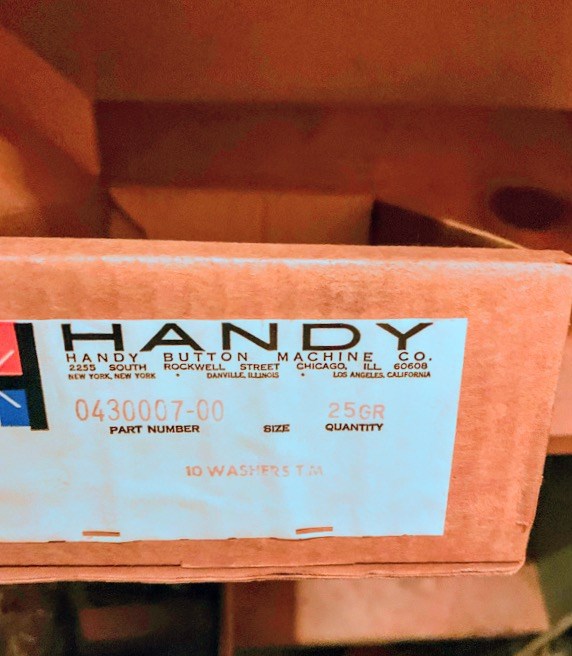 HANDY
HANDY BUTTON MACHINE CO.
2255 SOUTH ROCKWELL STREET CHICAGO, ILL 60608
NEW YORK, NEW YORK • DANVILLE, ILLINOIS • LOS ANGELES, CALIFORNIA
0430007-00 25GR
PART NUMBER SIZE QUANTITY
10 WASHERS T M